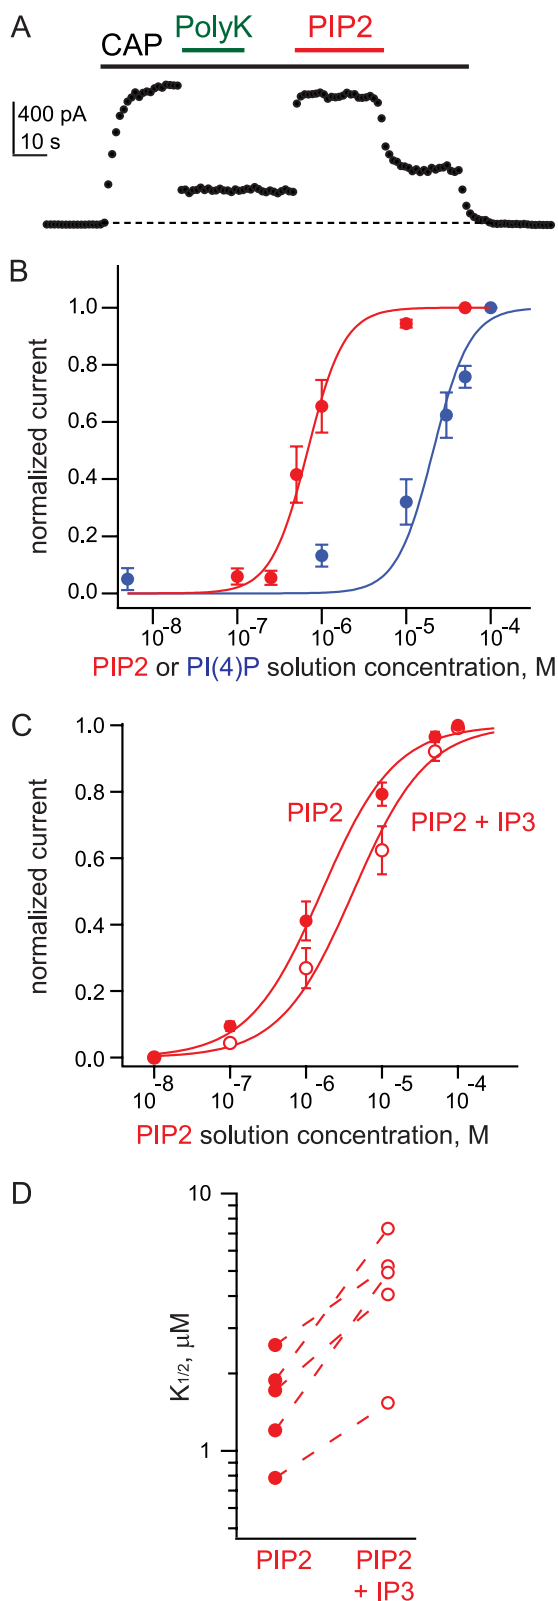 A
PolyK
PIP2
CAP
400 pA
10 s
B
1.0
0.8
0.6
0.4
0.2
0.0
normalized current
10-8
10-7
10-6
10-5
10-4
PIP2 or PI(4)P solution concentration, M
C
1.0
0.8
0.6
0.4
0.2
0.0
normalized current
PIP2
PIP2 + IP3
10-8
10-7
10-6
10-5
10-4
PIP2 solution concentration, M
D
10
1
K1/2, µM
PIP2
PIP2
+ IP3